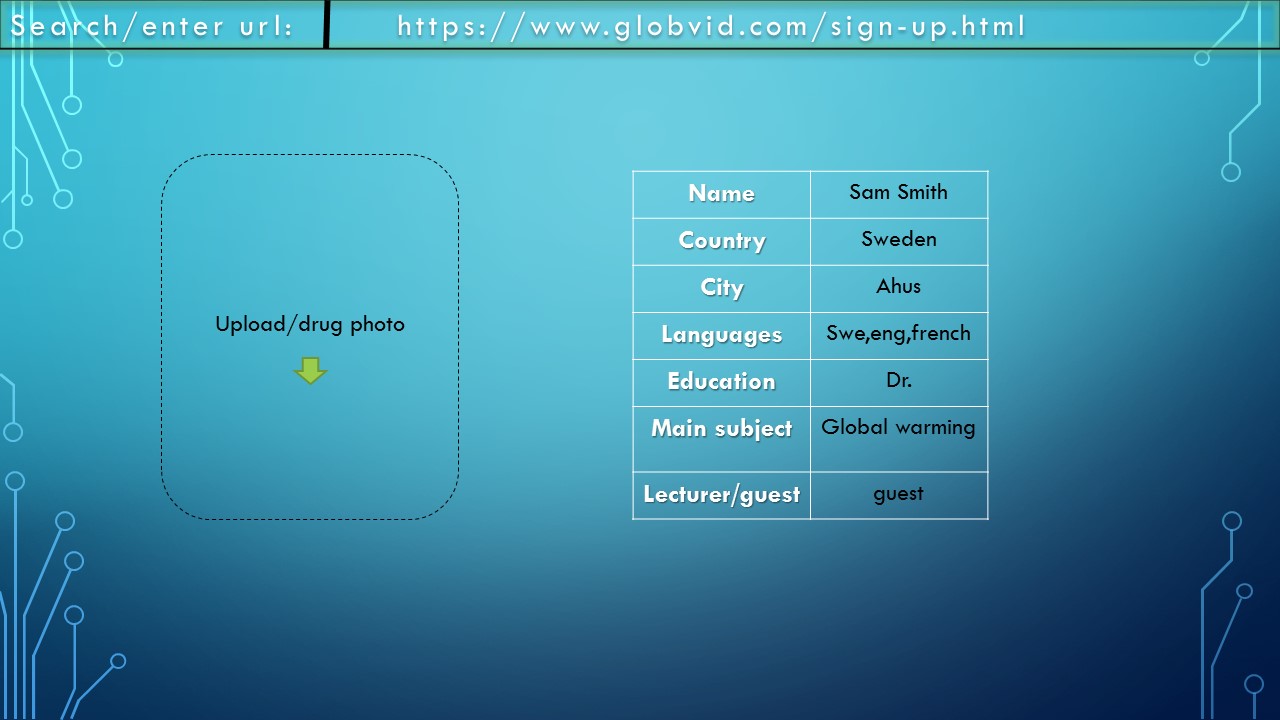 Search/enter url: https://www.globvid.com/sign-up.html
Upload/drug photo
Name Sam Smith
Country Sweden
City Ahus
Languages Swe,eng,french
Education Dr.
Main subject Global warming
Lecturer/guest guest